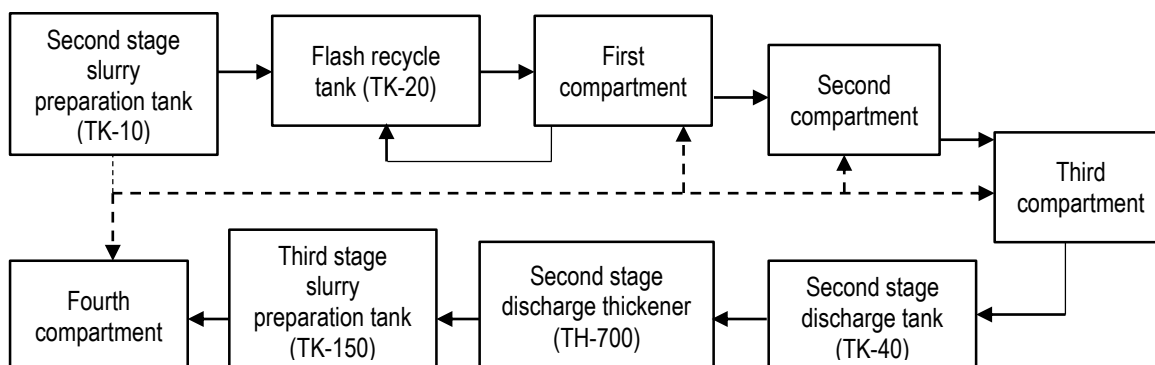 Second stage
slurry
preparation tank
(TK-10)
Flash recycle
tank (TK-20)
First
compartment
Second
compartment
Third
compartment
Fourth
compartment
Third stage
slurry
preparation tank
(TK-150)
Second stage
discharge thickener
(TH-700)
Second stage
discharge tank
(TK-40)